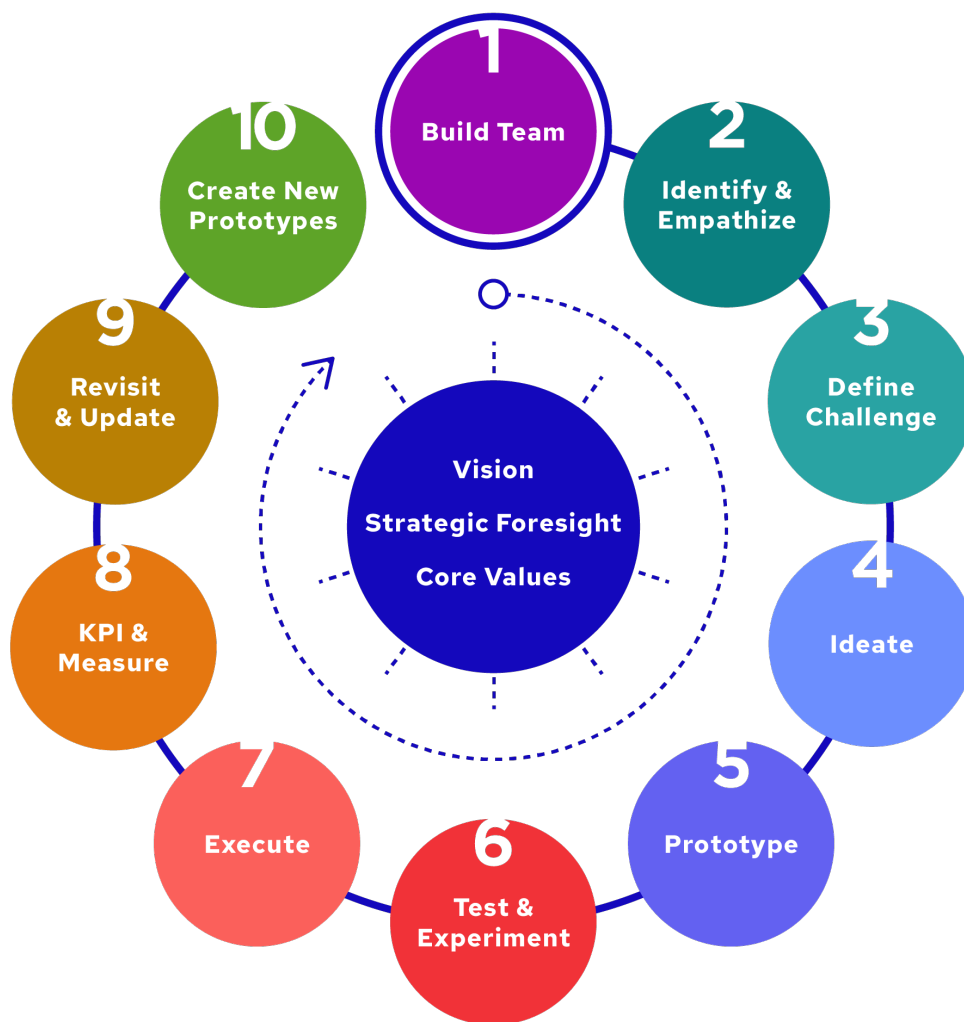 1
Build Team
2
Identify &
Empathize
3
Define
Challenge
4
Ideate
5
Prototype
6
Test &
Experiment
7
Execute
8
KPI &
Measure
9
Revisit
& Update
10
Create New
Prototypes
Vision
Strategic Foresight
Core Values